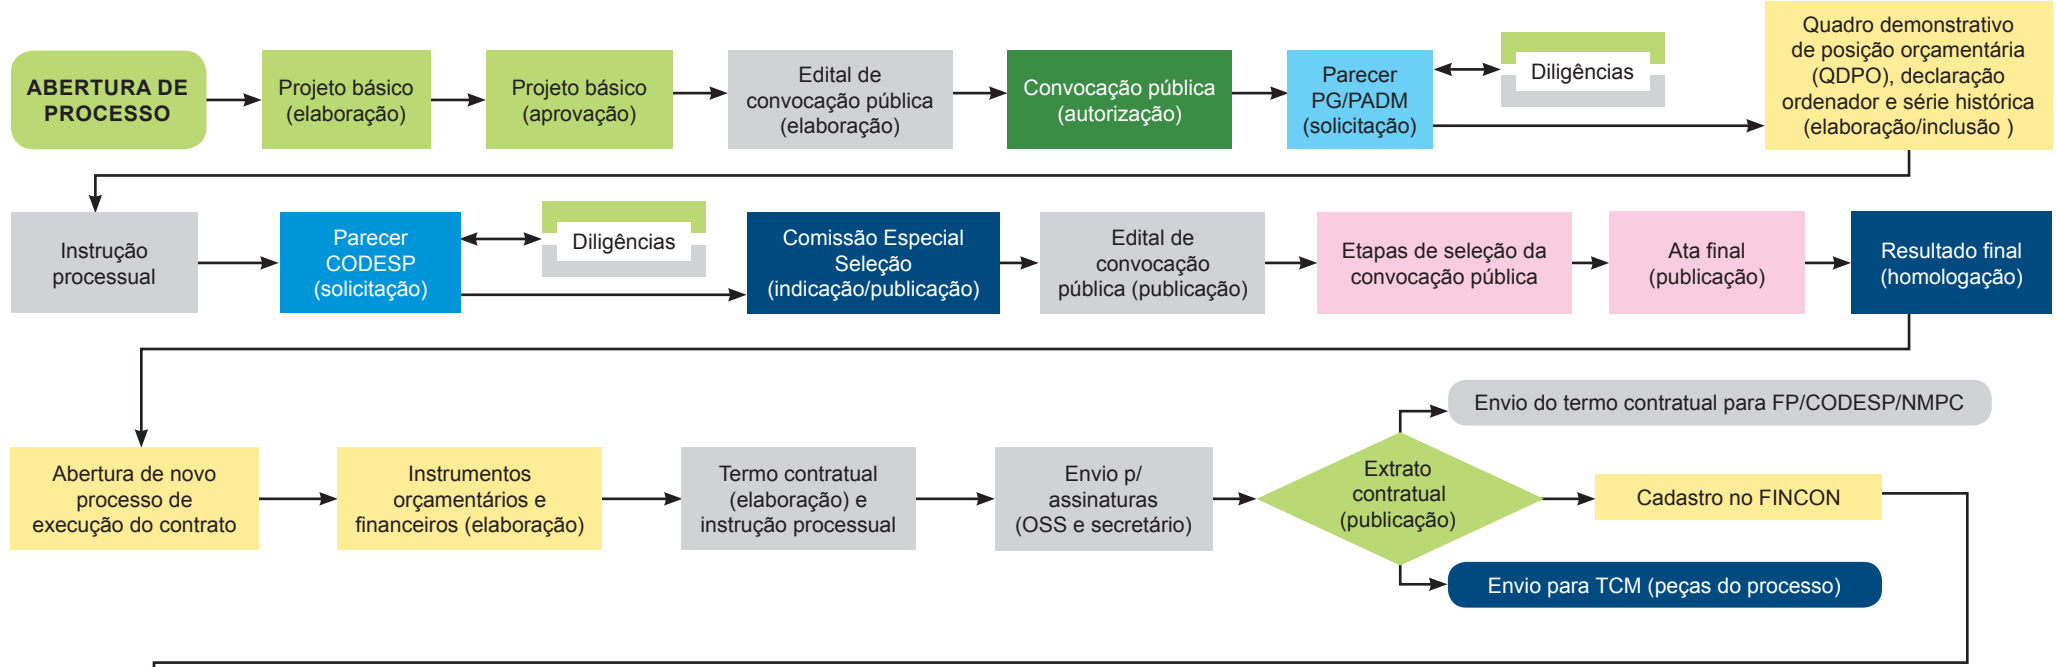 ABERTURA DE
PROCESSO
Projeto básico
(elaboração)
Projeto básico
(aprovação)
Edital de
convocação pública
(elaboração)
Convocação pública
(autorização)
Parecer
PG/PADM
(solicitação)
Diligências
Quadro demonstrativo
de posição orçamentária
(QDPO), declaração
ordenador e série histórica
(elaboração/inclusão )
Instrução
processual
Parecer
CODESP
(solicitação)
Diligências
Comissão Especial
Seleção
(indicação/publicação)
Edital de
convocação
pública (publicação)
Etapas de seleção da
convocação pública
Ata final
(publicação)
Resultado final
(homologação)
Abertura de novo
processo de
execução do contrato
Instrumentos
orçamentários e
financeiros (elaboração)
Termo contratual
(elaboração) e
instrução processual
Envio p/
assinaturas
(OSS e secretário)
Extrato
contratual
(publicação)
Envio do termo contratual para FP/CODESP/NMPC
Cadastro no FINCON
Envio para TCM (peças do processo)